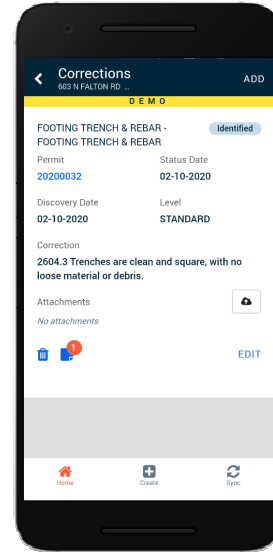 Corrections
ADD
603 N FALTON RD ...
DEMO
FOOTING TRENCH & REBAR -
FOOTING TRENCH & REBAR
Identified
Permit
Status Date
20200032
02-10-2020
Discovery Date
Level
02-10-2020
STANDARD
Correction
2604.3 Trenches are clean and square, with no
loose material or debris.
Attachments
No attachments
1
EDIT
Home
Create
Sync